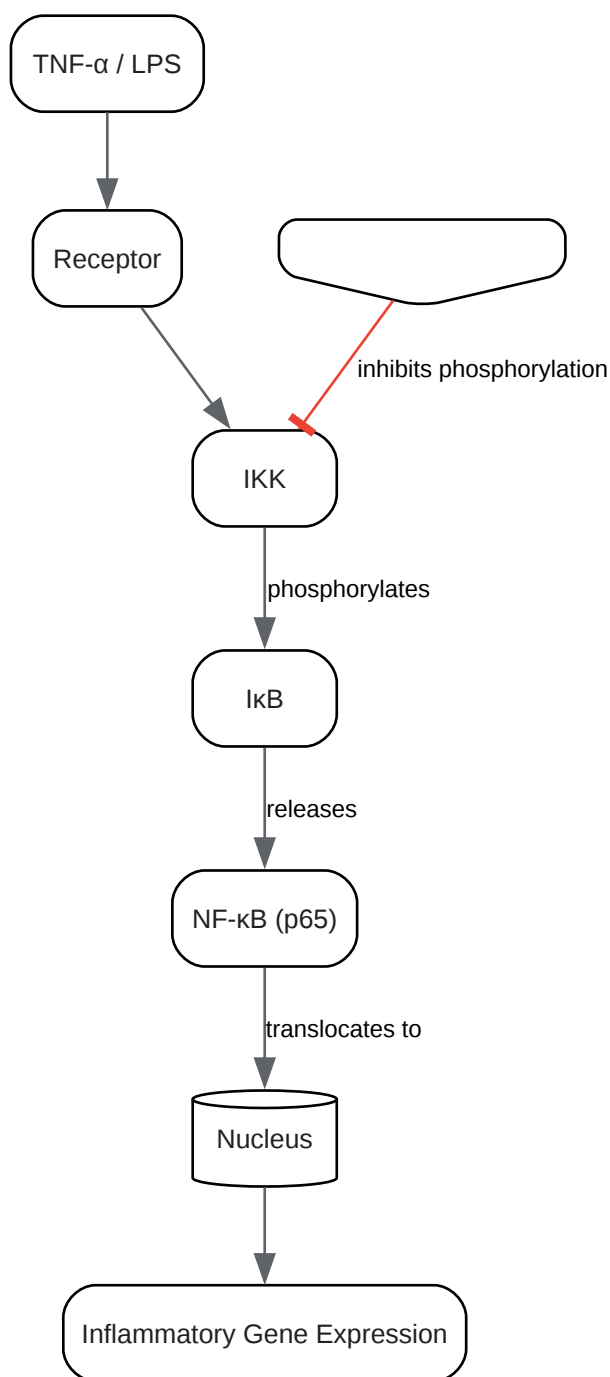 TNF-α / LPS
Receptor
inhibits phosphorylation
IKK
phosphorylates
IκB
releases
NF-κB (p65)
translocates to
Nucleus
Inflammatory Gene Expression